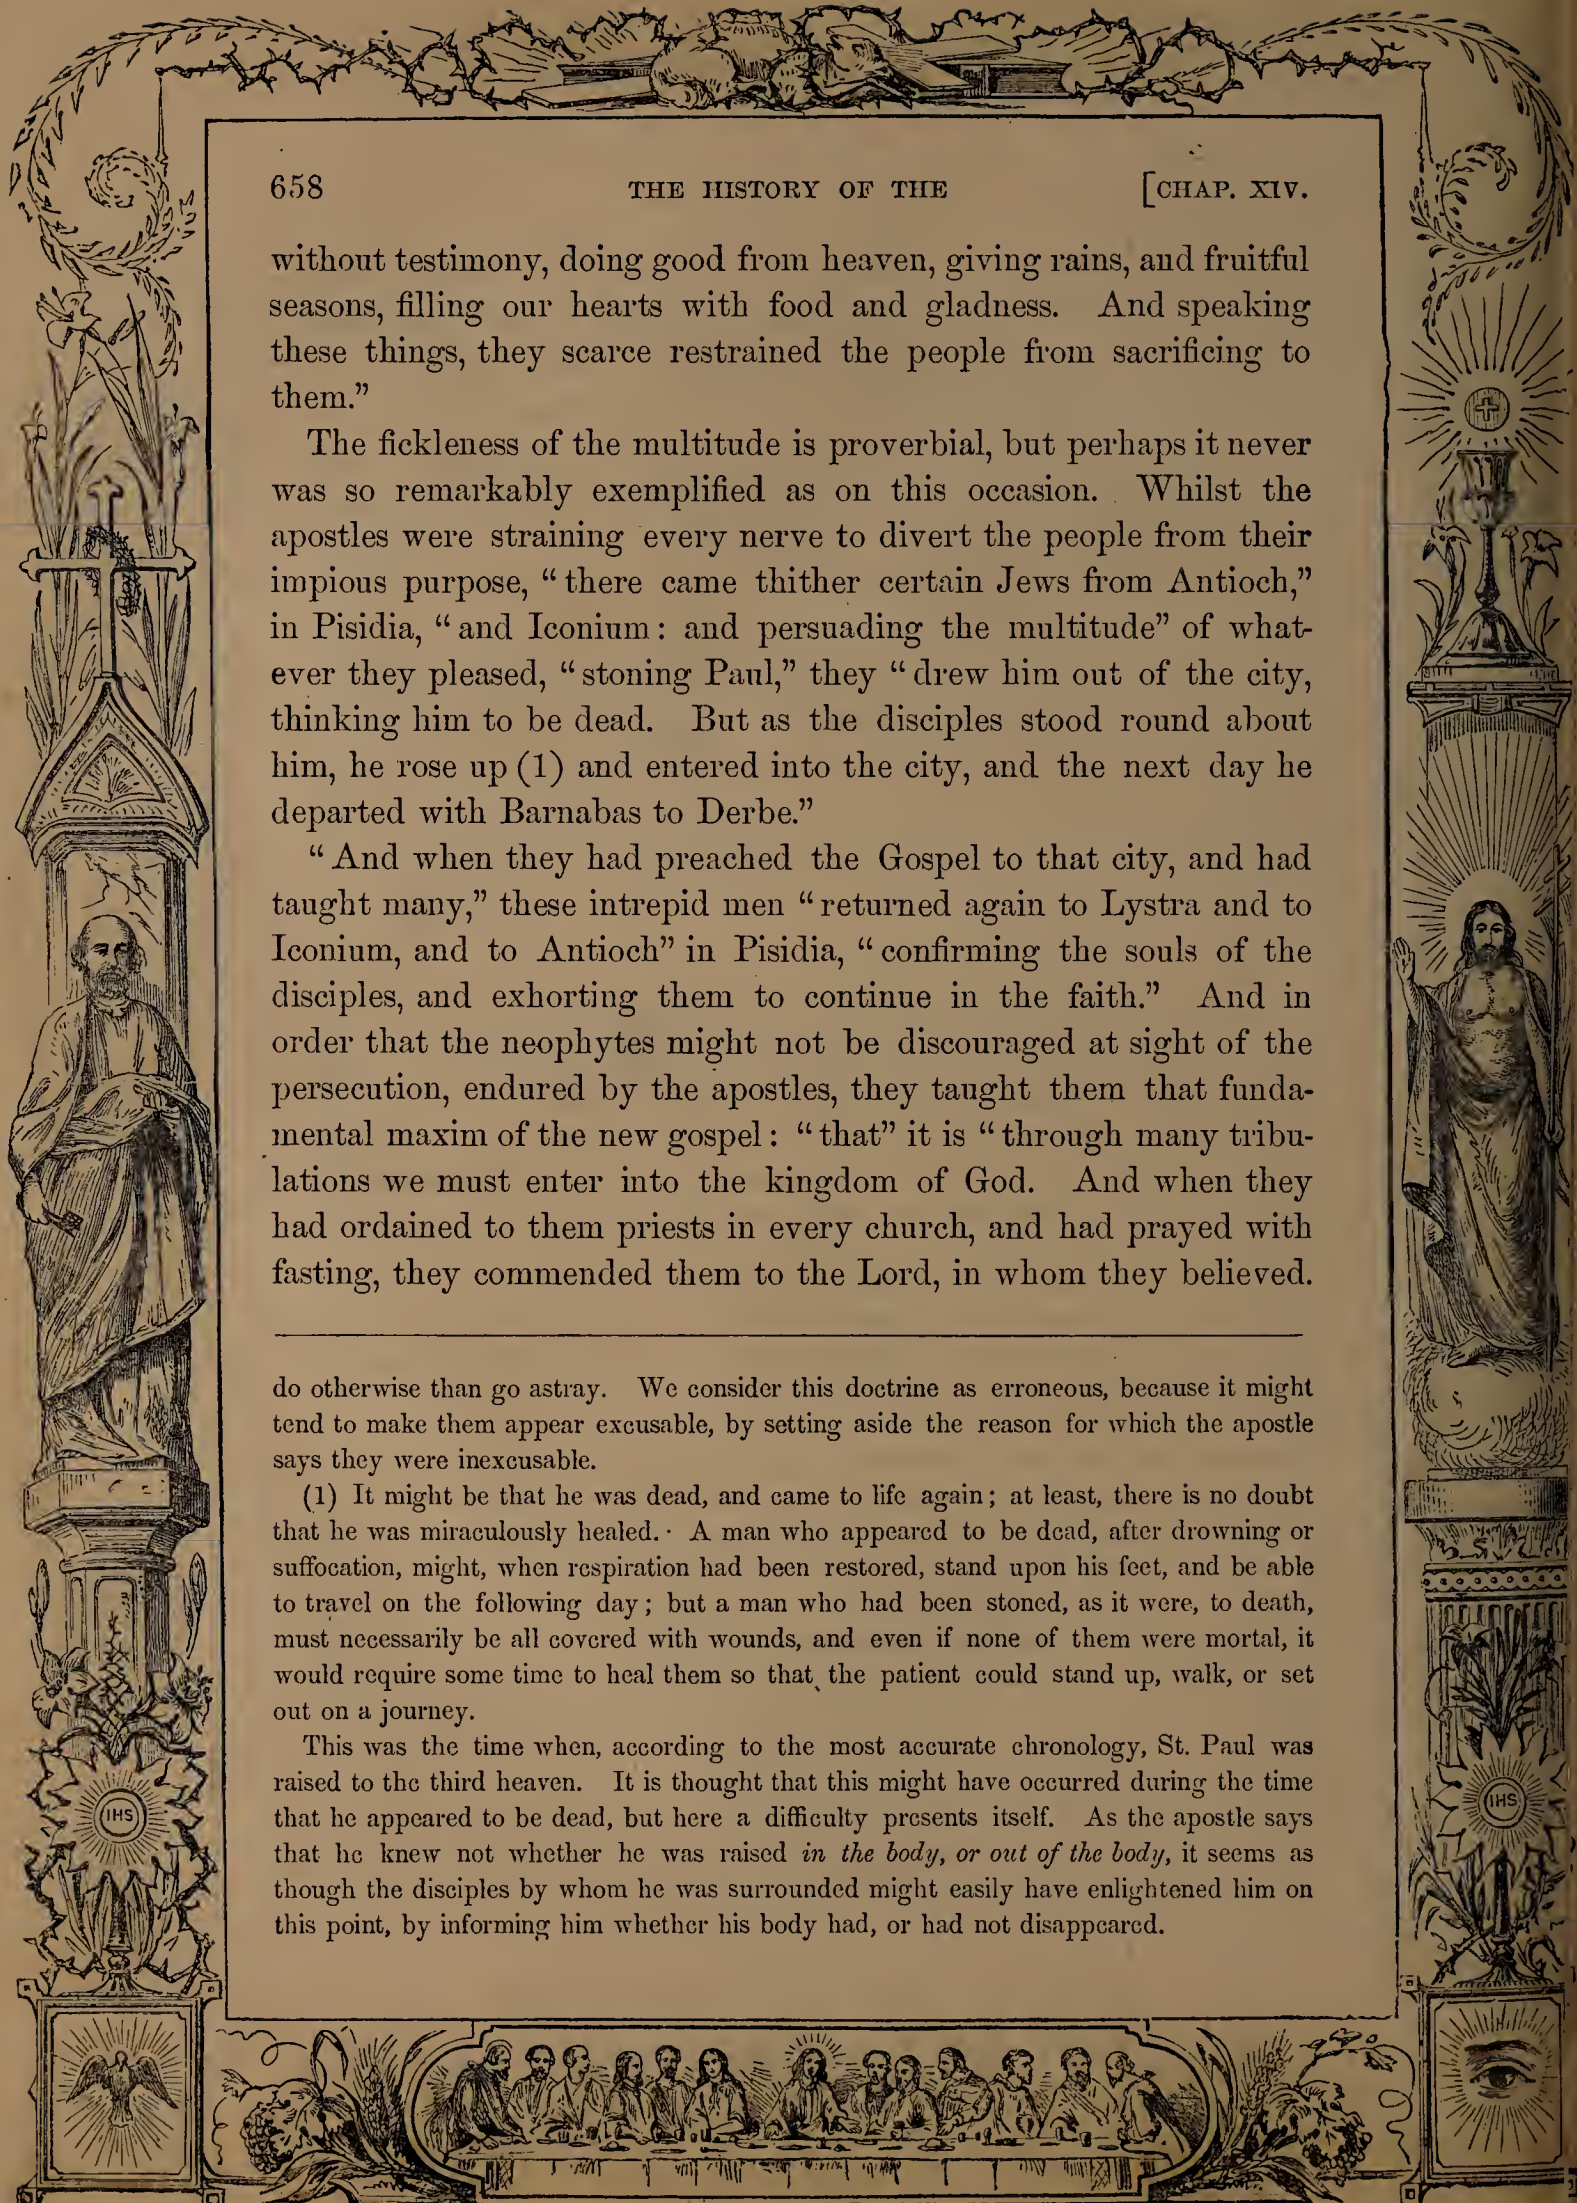 658 THE HISTORY OF THE [CHAP. XIV.
without testimony, doing good from heaven, giving rains, and fruitful
seasons, filling our hearts with food and gladness. And speaking
these things, they scarce restrained the people from sacrificing to
them.”
The fickleness of the multitude is proverbial, but perhaps it never
was so remarkably exemplified as on this occasion. Whilst the
apostles were straining every nerve to divert the people from their
impious purpose, “there came thither certain Jews from Antioch,”
in Pisidia, “and Iconium: and persuading the multitude” of what-
ever they pleased, “stoning Paul,” they “drew him out of the city,
thinking him to be dead. But as the disciples stood round about
him, he rose up (1) and entered into the city, and the next day he
departed with Barnabas to Derbe.”
“And when they had preached the Gospel to that city, and had
taught many,” these intrepid men “returned again to Lystra and to
Iconium, and to Antioch” in Pisidia, “confirming the souls of the
disciples, and exhorting them to continue in the faith.” And in
order that the neophytes might not be discouraged at sight of the
persecution, endured by the apostles, they taught them that funda-
mental maxim of the new gospel: “that” it is “through many tribu-
lations we must enter into the kingdom of God. And when they
had ordained to them priests in every church, and had prayed with
fasting, they commended them to the Lord, in whom they believed.
do otherwise than go astray. We consider this doctrine as erroneous, because it might
tend to make them appear excusable, by setting aside the reason for which the apostle
says they were inexcusable.
(1) It might be that he was dead, and came to life again; at least, there is no doubt
that he was miraculously healed. A man who appeared to be dead, after drowning or
suffocation, might, when respiration had been restored, stand upon his feet, and be able
to travel on the following day; but a man who had been stoned, as it were, to death,
must necessarily be all covered with wounds, and even if none of them were mortal, it
would require some time to heal them so that the patient could stand up, walk, or set
out on a journey.
This was the time when, according to the most accurate chronology, St. Paul was
raised to the third heaven. It is thought that this might have occurred during the time
that he appeared to be dead, but here a difficulty presents itself. As the apostle says
that he knew not whether he was raised in the body, or out of the body, it seems as
though the disciples by whom he was surrounded might easily have enlightened him on
this point, by informing him whether his body had, or had not disappeared.
IHS
IHS